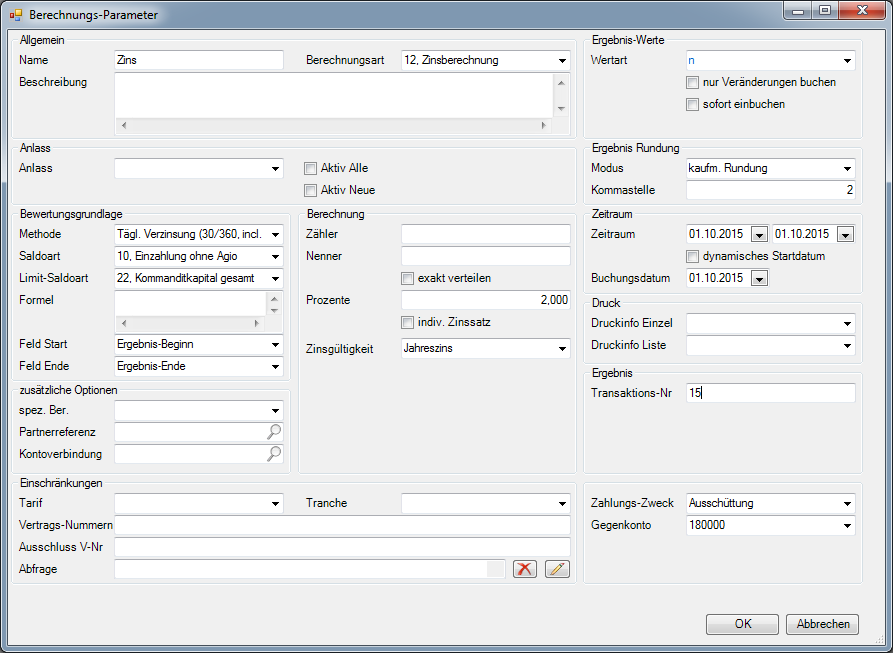 Berechnungs-Parameter
Allgemein
Name Zins Berechnungsart 12, Zinsberechnung
Beschreibung
Ergebnis-Werte
Wertart n
nur Veränderungen buchen
sofort einbuchen
Anlass
Anlass Aktiv Alle
Aktiv Neue
Ergebnis Rundung
Modus kaufm. Rundung
Kommastelle 2
Bewertungsgrundlage
Methode Tägl. Verzinsung (30/360, incl.
Saldoart 10, Einzahlung ohne Agio
Limit-Saldoart 22, Kommanditkapital gesamt
Formel
Feld Start Ergebnis-Beginn
Feld Ende Ergebnis-Ende
Berechnung
Zähler
Nenner
exakt verteilen
Prozente 2,000
indiv. Zinssatz
Zinsgültigkeit Jahreszins
Zeitraum
Zeitraum 01.10.2015 01.10.2015
dynamisches Startdatum
Buchungsdatum 01.10.2015
Druck
Druckinfo Einzel
Druckinfo Liste
Ergebnis
Transaktions-Nr 15
zusätzliche Optionen
spez. Ber.
Partnerreferenz
Kontoverbindung
Einschränkungen
Tarif Tranche
Vertrags-Nummern
Ausschluss V-Nr
Abfrage
Zahlungs-Zweck Ausschüttung
Gegenkonto 180000
OK Abbrechen